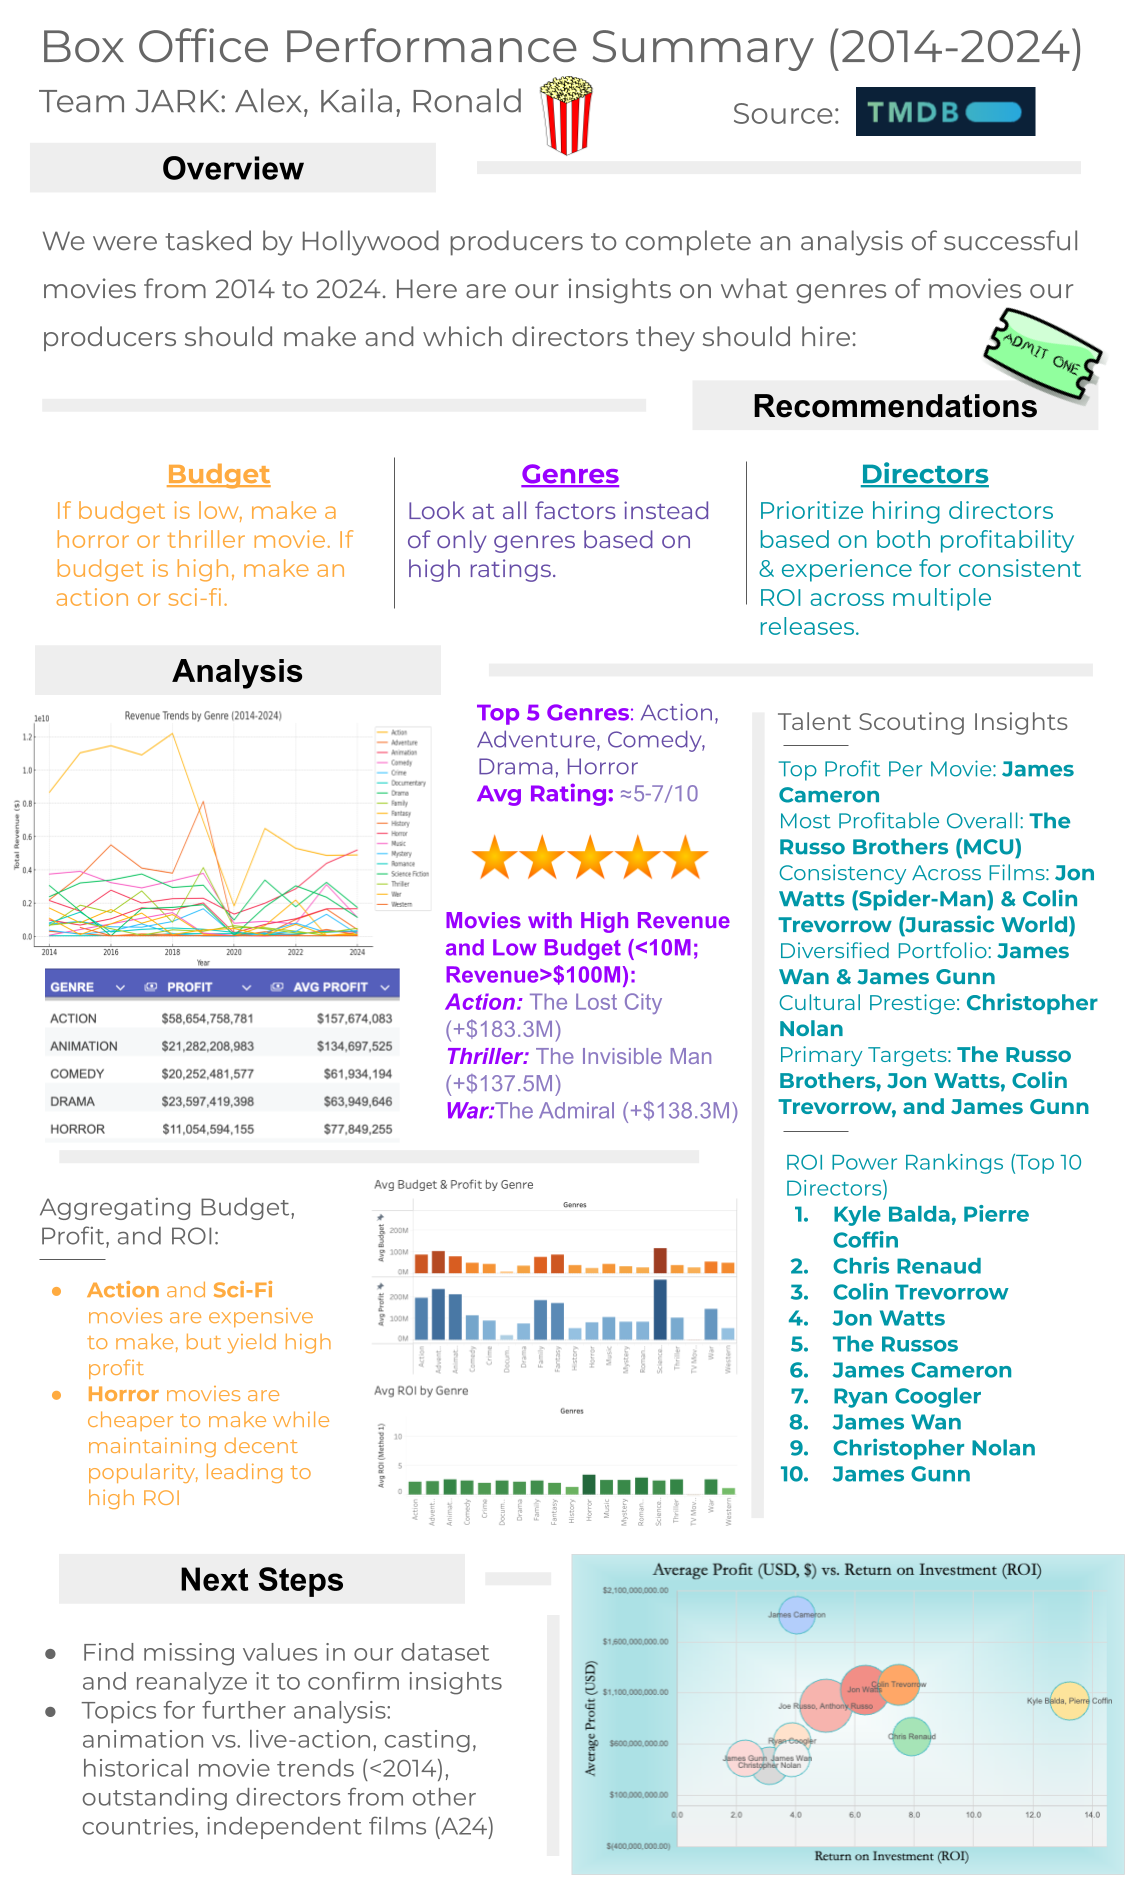 Box Office Performance Summary (2014-2024)
Team JARK: Alex, Kaila, Ronald
Source:
TMDB
Overview
We were tasked by Hollywood producers to complete an analysis of successful
movies from 2014 to 2024. Here are our insights on what genres of movies our
producers should make and which directors they should hire:
ADMIT ONE
Recommendations
Budget
If budget is low, make a
horror or thriller movie. If
budget is high, make an
action or sci-fi.
Genres
Look at all factors instead
of only genres based on
high ratings.
Directors
Prioritize hiring directors
based on both profitability
& experience for consistent
ROI across multiple
releases.
Analysis
Revenue Trends by Genre (2014-2024)
1e10
Total Revenue ($)
1.2
1.0
0.8
0.6
0.4
0.2
0.0
2014
2016
2018
2020
2022
2024
Year
Action
Adventure
Animation
Comedy
Crime
Documentary
Drama
Family
Fantasy
History
Horror
Music
Mystery
Romance
Science Fiction
Thriller
War
Western
GENRE PROFIT AVG PROFIT
ACTION $58,654,758,781 $157,674,083
ANIMATION $21,282,208,983 $134,697,525
COMEDY $20,252,481,577 $61,934,194
DRAMA $23,597,419,398 $63,949,646
HORROR $11,054,594,155 $77,849,255
Top 5 Genres: Action,
Adventure, Comedy,
Drama, Horror
Avg Rating: ≈5-7/10
Movies with High Revenue
and Low Budget (<10M;
Revenue>$100M):
Action: The Lost City
(+$183.3M)
Thriller: The Invisible Man
(+$137.5M)
War:The Admiral (+$138.3M)
Talent Scouting Insights
Top Profit Per Movie: James
Cameron
Most Profitable Overall: The
Russo Brothers (MCU)
Consistency Across Films: Jon
Watts (Spider-Man) & Colin
Trevorrow (Jurassic World)
Diversified Portfolio: James
Wan & James Gunn
Cultural Prestige: Christopher
Nolan
Primary Targets: The Russo
Brothers, Jon Watts, Colin
Trevorrow, and James Gunn
ROI Power Rankings (Top 10
Directors)
1. Kyle Balda, Pierre
Coffin
2. Chris Renaud
3. Colin Trevorrow
4. Jon Watts
5. The Russos
6. James Cameron
7. Ryan Coogler
8. James Wan
9. Christopher Nolan
10. James Gunn
Aggregating Budget,
Profit, and ROI:
● Action and Sci-Fi
movies are expensive
to make, but yield high
profit
● Horror movies are
cheaper to make while
maintaining decent
popularity, leading to
high ROI
Avg Budget & Profit by Genre
Genres
Avg Budget
200M
100M
0M
Avg Profit
200M
100M
0M
Action
Advent..
Animat..
Comedy
Crime
Docum..
Drama
Family
Fantasy
History
Horror
Music
Mystery
Roman..
Science..
Thriller
TV Mov..
War
Western
Avg ROI by Genre
Genres
Avg ROI (Method 1)
10
5
0
Action
Advent..
Animat..
Comedy
Crime
Docum..
Drama
Family
Fantasy
History
Horror
Music
Mystery
Roman..
Science..
Thriller
TV Mov..
War
Western
Next Steps
● Find missing values in our dataset
and reanalyze it to confirm insights
● Topics for further analysis:
animation vs. live-action, casting,
historical movie trends (<2014),
outstanding directors from other
countries, independent films (A24)
Average Profit (USD, $) vs. Return on Investment (ROI)
Average Profit (USD)
$2,100,000,000.00
$1,600,000,000.00
$1,100,000,000.00
$600,000,000.00
$100,000,000.00
$(400,000,000.00)
0.0
2.0
4.0
6.0
8.0
10.0
12.0
14.0
James Cameron
Colin Trevorrow
Jon Watts
Joe Russo, Anthony Russo
Kyle Balda, Pierre Coffin
Chris Renaud
Ryan Coogler
James Gunn
James Wan
Christopher Nolan
Return on Investment (ROI)